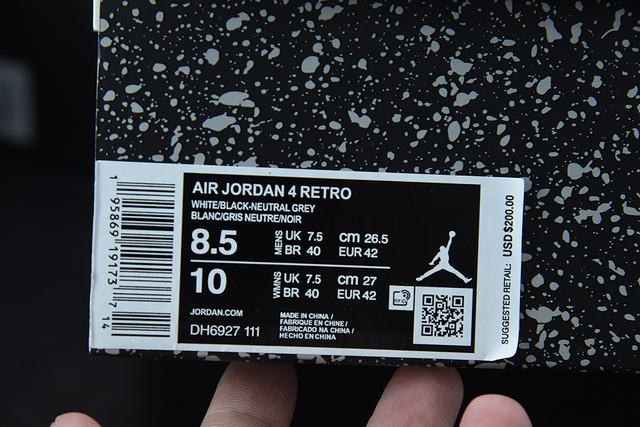 AIR JORDAN 4 RETRO
WHITE/BLACK-NEUTRAL GREY
BLANC/GRIS NEUTRE/NOIR
8.5 MENS UK 7.5 cm 26.5
BR 40 EUR 42
10 WMNS UK 7.5 cm 27
BR 40 EUR 42
JORDAN.COM
DH6927 111
MADE IN CHINA /
FABRIQUE EN CHINE /
FABRICADO NA CHINA /
HECHO EN CHINA
SUGGESTED RETAIL: USD $200.00
1 95869 19173 7
14